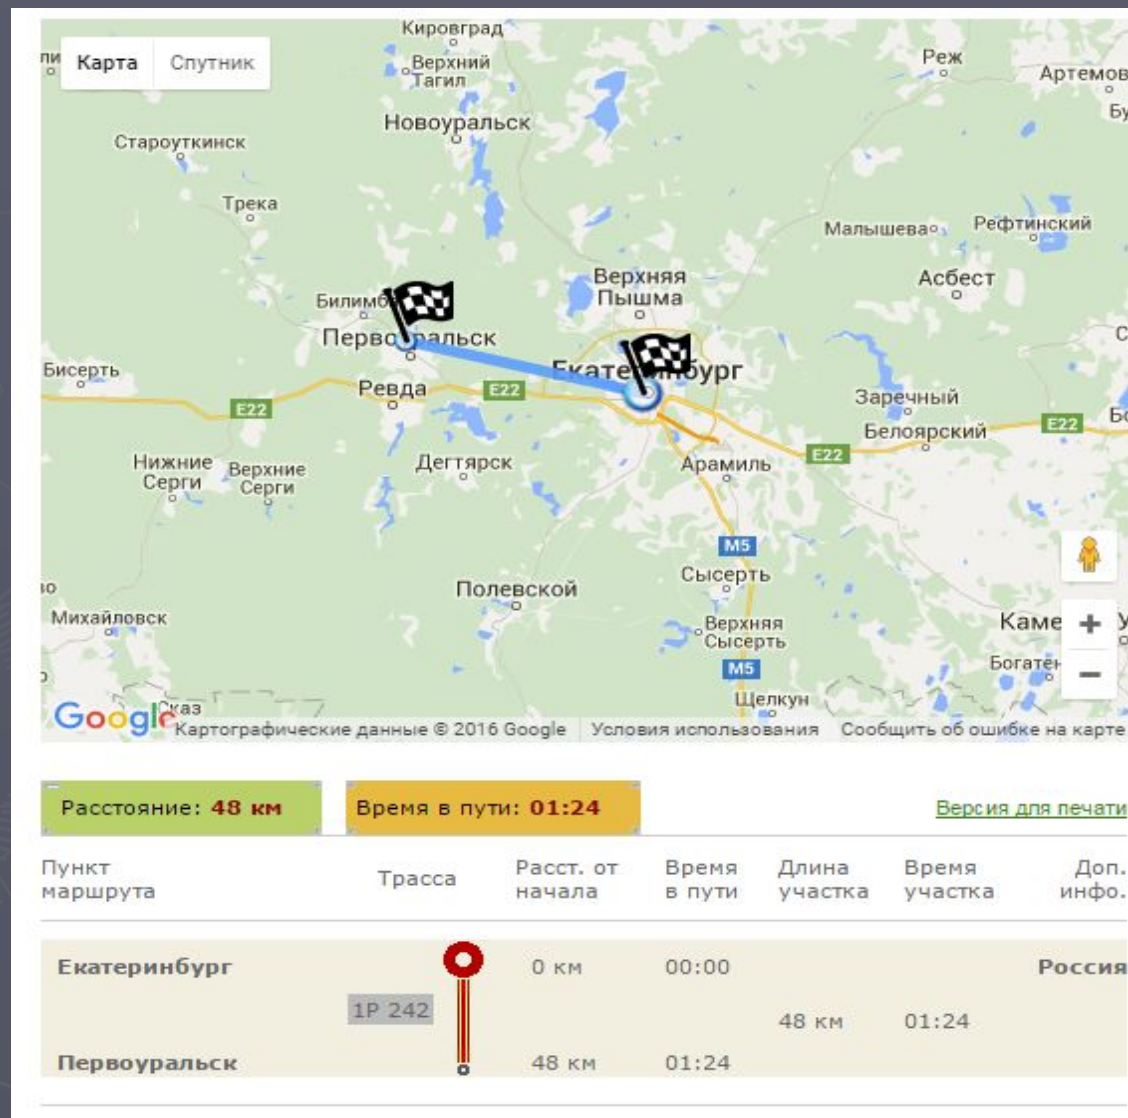 Кировград
Карта Спутник
Верхний
Тагил
Реж
Артемов
Новоуральск
Староуткинск
Трека
Малышева
Рефтинский
Верхняя
Пышма
Асбест
Билимб
Первоуральск
Екатеринбург
Бисерть
Ревда
E22
E22
E22
Заречный
Белоярский
E22
Нижние
Серги
Верхние
Серги
Дегтярск
Арамиль
M5
Сысерть
Полевской
Михайловск
Верхняя
Сысерть
Каме
M5
Богатен
Щелкун
Google
Картографические данные © 2016 Google Условия использования Сообщить об ошибке на карте
Расстояние: 48 км Время в пути: 01:24 Версия для печати
Пункт маршрута Трасса Расст. от начала Время в пути Длина участка Время участка Доп. инфо.
Екатеринбург 0 км 00:00 Россия
1Р 242 48 км 01:24
Первоуральск 48 км 01:24